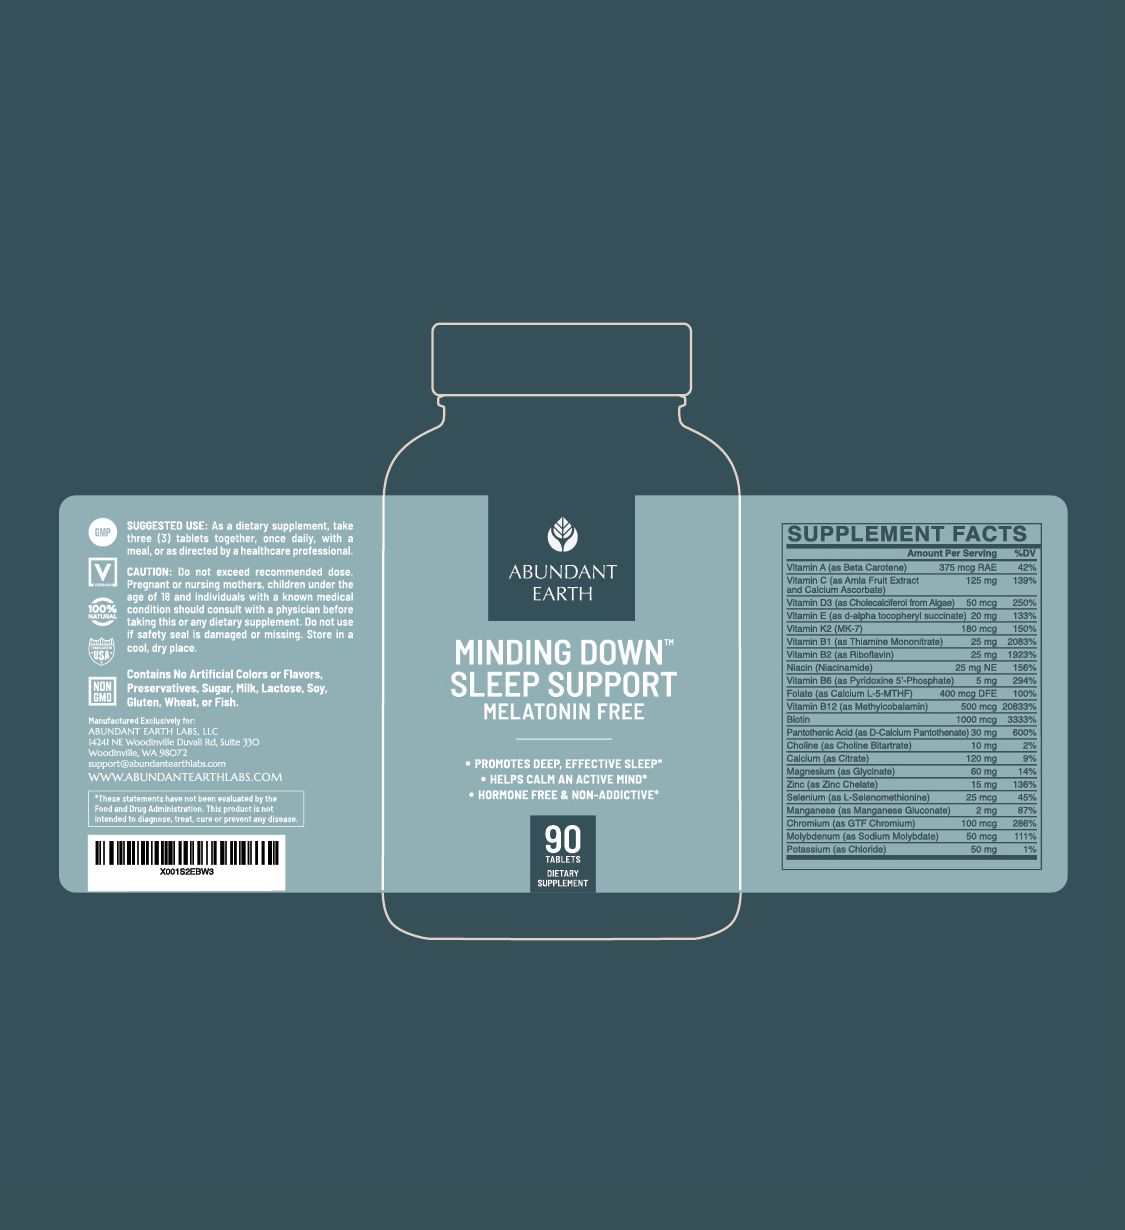 GMP
V
100%
NATURAL
USA
NON
GMO
SUGGESTED USE: As a dietary supplement, take
three (3) tablets together, once daily, with a
meal, or as directed by a healthcare professional.
CAUTION: Do not exceed recommended dose.
Pregnant or nursing mothers, children under the
age of 18 and individuals with a known medical
condition should consult with a physician before
taking this or any dietary supplement. Do not use
if safety seal is damaged or missing. Store in a
cool, dry place.
Contains No Artificial Colors or Flavors,
Preservatives, Sugar, Milk, Lactose, Soy,
Gluten, Wheat, or Fish.
Manufactured Exclusively for:
ABUNDANT EARTH LABS, LLC
14241 NE Woodinville Duvall Rd, Suite 330
Woodinville, WA 98072
support@abundantearthlabs.com
WWW.ABUNDANTEARTHLABS.COM
*These statements have not been evaluated by the
Food and Drug Administration. This product is not
intended to diagnose, treat, cure or prevent any disease.
X001S2EBW3
ABUNDANT
EARTH
MINDING DOWN™
SLEEP SUPPORT
MELATONIN FREE
• PROMOTES DEEP, EFFECTIVE SLEEP*
• HELPS CALM AN ACTIVE MIND*
• HORMONE FREE & NON-ADDICTIVE*
90
TABLETS
DIETARY
SUPPLEMENT
SUPPLEMENT FACTS
Amount Per Serving %DV
Vitamin A (as Beta Carotene) 375 mcg RAE 42%
Vitamin C (as Amla Fruit Extract 125 mg 139%
and Calcium Ascorbate)
Vitamin D3 (as Cholecalciferol from Algae) 50 mcg 250%
Vitamin E (as d-alpha tocopheryl succinate) 20 mg 133%
Vitamin K2 (MK-7) 180 mcg 150%
Vitamin B1 (as Thiamine Mononitrate) 25 mg 2083%
Vitamin B2 (as Riboflavin) 25 mg 1923%
Niacin (Niacinamide) 25 mg NE 156%
Vitamin B6 (as Pyridoxine 5'-Phosphate) 5 mg 294%
Folate (as Calcium L-5-MTHF) 400 mcg DFE 100%
Vitamin B12 (as Methylcobalamin) 500 mcg 20833%
Biotin 1000 mcg 3333%
Pantothenic Acid (as D-Calcium Pantothenate) 30 mg 600%
Choline (as Choline Bitartrate) 10 mg 2%
Calcium (as Citrate) 120 mg 9%
Magnesium (as Glycinate) 60 mg 14%
Zinc (as Zinc Chelate) 15 mg 136%
Selenium (as L-Selenomethionine) 25 mcg 45%
Manganese (as Manganese Gluconate) 2 mg 87%
Chromium (as GTF Chromium) 100 mcg 286%
Molybdenum (as Sodium Molybdate) 50 mcg 111%
Potassium (as Chloride) 50 mg 1%